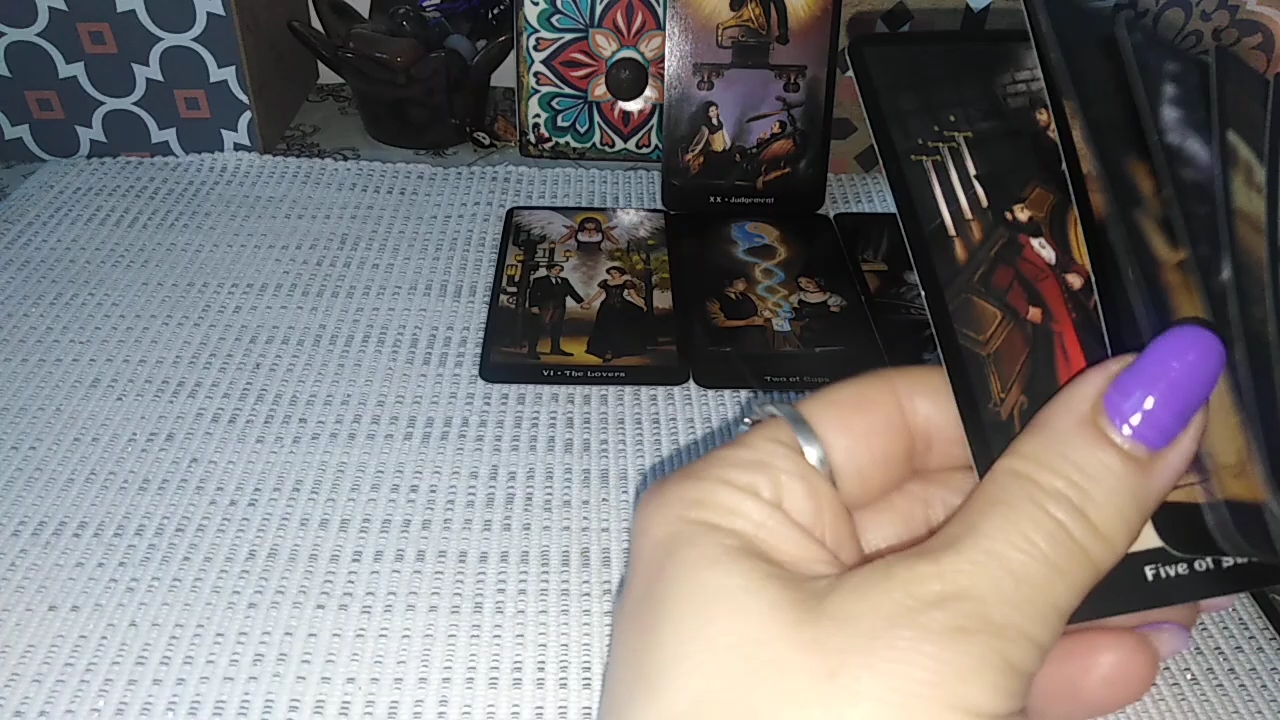 XX • Judgement
VI • The Lovers
Two of Cups
Five of